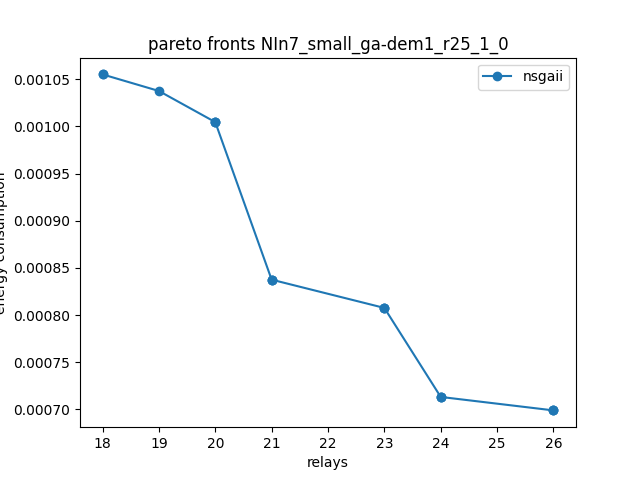 pareto fronts NIn7_small_ga-dem1_r25_1_0
nsgaii
0.00105
0.00100
0.00095
0.00090
0.00085
0.00080
0.00075
0.00070
energy consumption
18 19 20 21 22 23 24 25 26
relays